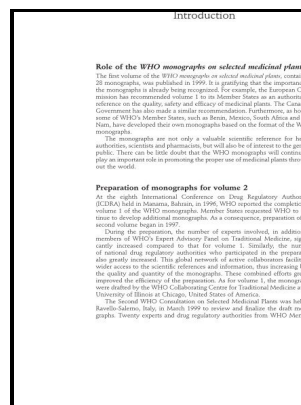 Introduction
Role of the WHO monographs on selected medicinal plant
The first volume of the WHO monographs on selected medicinal plants, contai
28 monographs, was published in 1999. It is gratifying that the importan
the monographs is already being recognized. For example, the European C
mission has recommended volume 1 to its Member States as an authorita
reference on the quality, safety and efficacy of medicinal plants. The Cana
Government has also made a similar recommendation. Furthermore, as ho
some of WHO's Member States, such as Benin, Mexico, South Africa and
Nam, have developed their own monographs based on the format of the W
monographs.
The monographs are not only a valuable scientific reference for he
authorities, scientists and pharmacists, but will also be of interest to the gen
public. There can be little doubt that the WHO monographs will continu
play an important role in promoting the proper use of medicinal plants thro
out the world.
Preparation of monographs for volume 2
At the eighth International Conference on Drug Regulatory Author
(ICDRA) held in Manama, Bahrain, in 1996, WHO reported the completio
volume 1 of the WHO monographs. Member States requested WHO to
tinue to develop additional monographs. As a consequence, preparation o
second volume began in 1997.
During the preparation, the number of experts involved, in additio
members of WHO's Expert Advisory Panel on Traditional Medicine, sig
cantly increased compared to that for volume 1. Similarly, the num
of national drug regulatory authorities who participated in the prepara
also greatly increased. This global network of active collaborators facilit
wider access to the scientific references and information, thus increasing b
the quality and quantity of the monographs. These combined efforts gre
improved the efficiency of the preparation. As for volume 1, the monogra
were drafted by the WHO Collaborating Centre for Traditional Medicine a
University of Illinois at Chicago, United States of America.
The Second WHO Consultation on Selected Medicinal Plants was hel
Ravello-Salerno, Italy, in March 1999 to review and finalize the draft mo
graphs. Twenty experts and drug regulatory authorities from WHO Mem